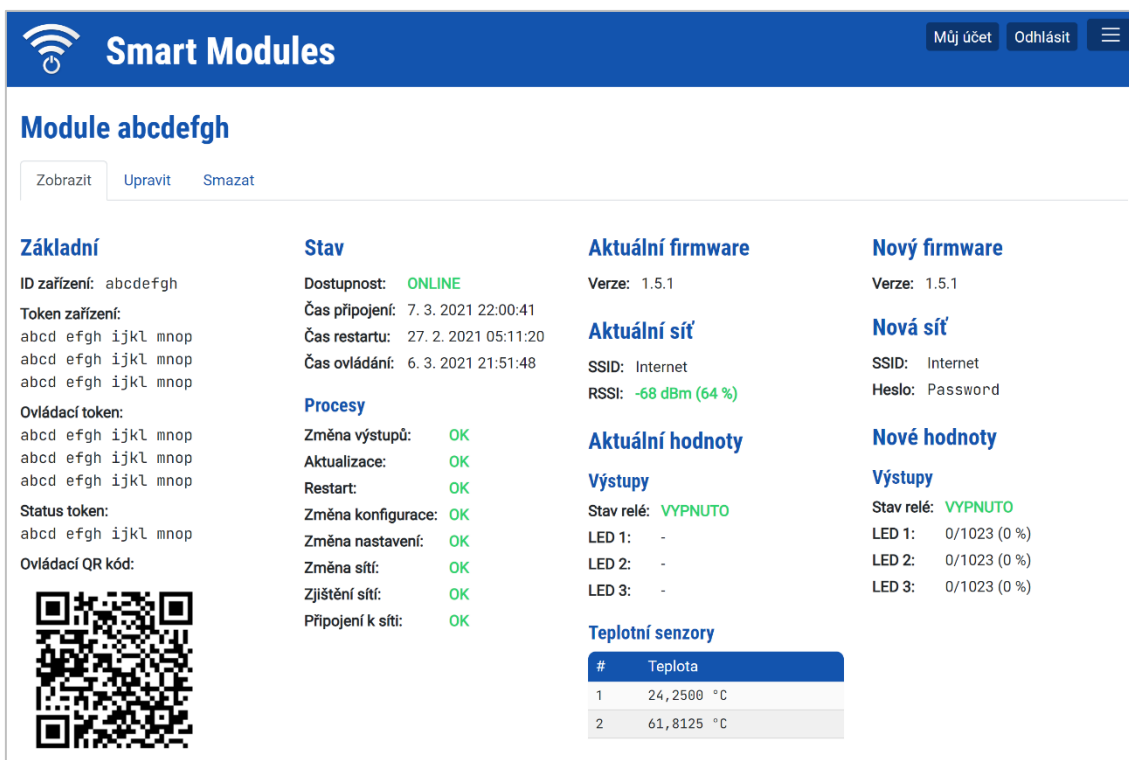 Smart Modules
Můj účet
Odhlásit
Module abcdefgh
Zobrazit
Upravit
Smazat
Základní
ID zařízení: abcdefgh
Token zařízení:
abcd efgh ijkl mnop
abcd efgh ijkl mnop
abcd efgh ijkl mnop
Ovládací token:
abcd efgh ijkl mnop
abcd efgh ijkl mnop
abcd efgh ijkl mnop
Status token:
abcd efgh ijkl mnop
Ovládací QR kód:
Stav
Dostupnost: ONLINE
Čas připojení: 7. 3. 2021 22:00:41
Čas restartu: 27. 2. 2021 05:11:20
Čas ovládání: 6. 3. 2021 21:51:48
Procesy
Změna výstupů: OK
Aktualizace: OK
Restart: OK
Změna konfigurace: OK
Změna nastavení: OK
Změna sítí: OK
Zjištění sítí: OK
Připojení k síti: OK
Aktuální firmware
Verze: 1.5.1
Aktuální síť
SSID: Internet
RSSI: -68 dBm (64 %)
Aktuální hodnoty
Výstupy
Stav relé: VYPNUTO
LED 1: -
LED 2: -
LED 3: -
Teplotní senzory
# Teplota
1 24,2500 °C
2 61,8125 °C
Nový firmware
Verze: 1.5.1
Nová síť
SSID: Internet
Heslo: Password
Nové hodnoty
Výstupy
Stav relé: VYPNUTO
LED 1: 0/1023 (0 %)
LED 2: 0/1023 (0 %)
LED 3: 0/1023 (0 %)